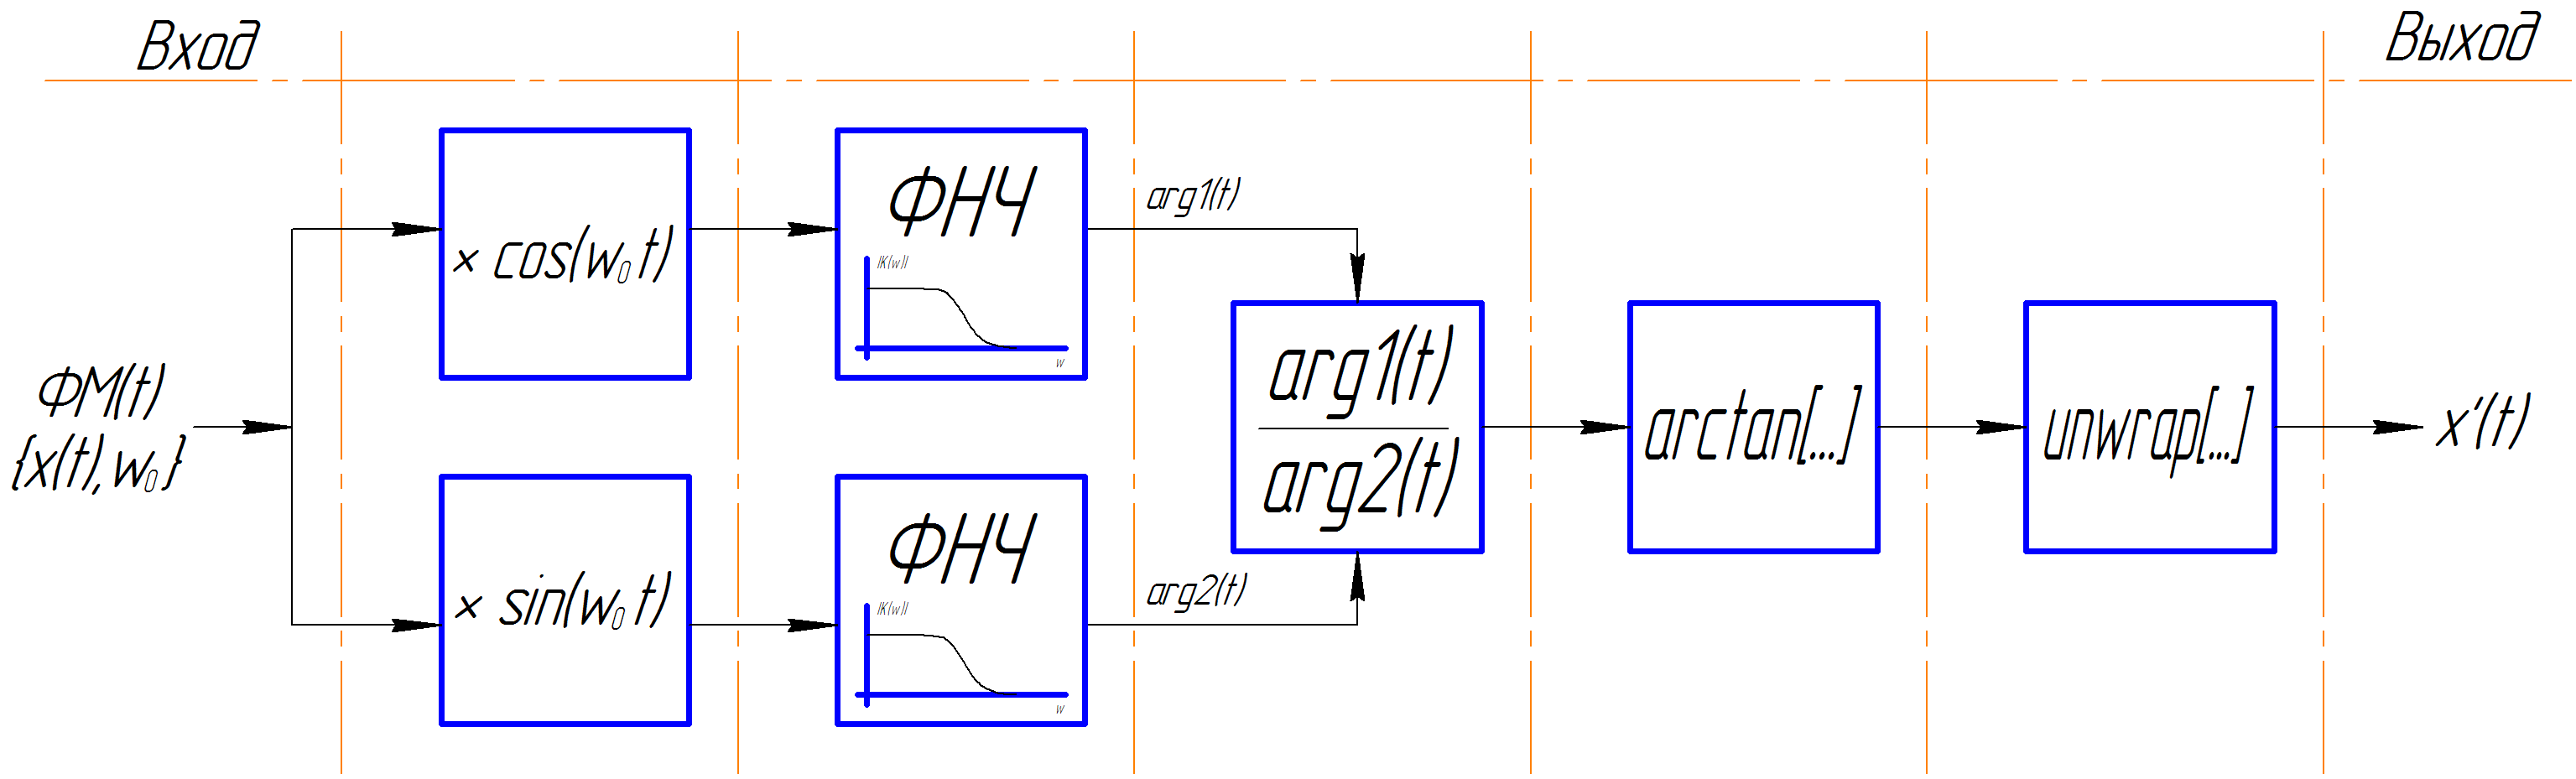 Вход
Выход
ФМ(t)
{x(t), w₀}
× cos(w₀ t)
ФНЧ
|K(w)|
w
arg1(t)
× sin(w₀ t)
ФНЧ
|K(w)|
w
arg2(t)
arg1(t)
arg2(t)
arctan[...]
unwrap[...]
x'(t)